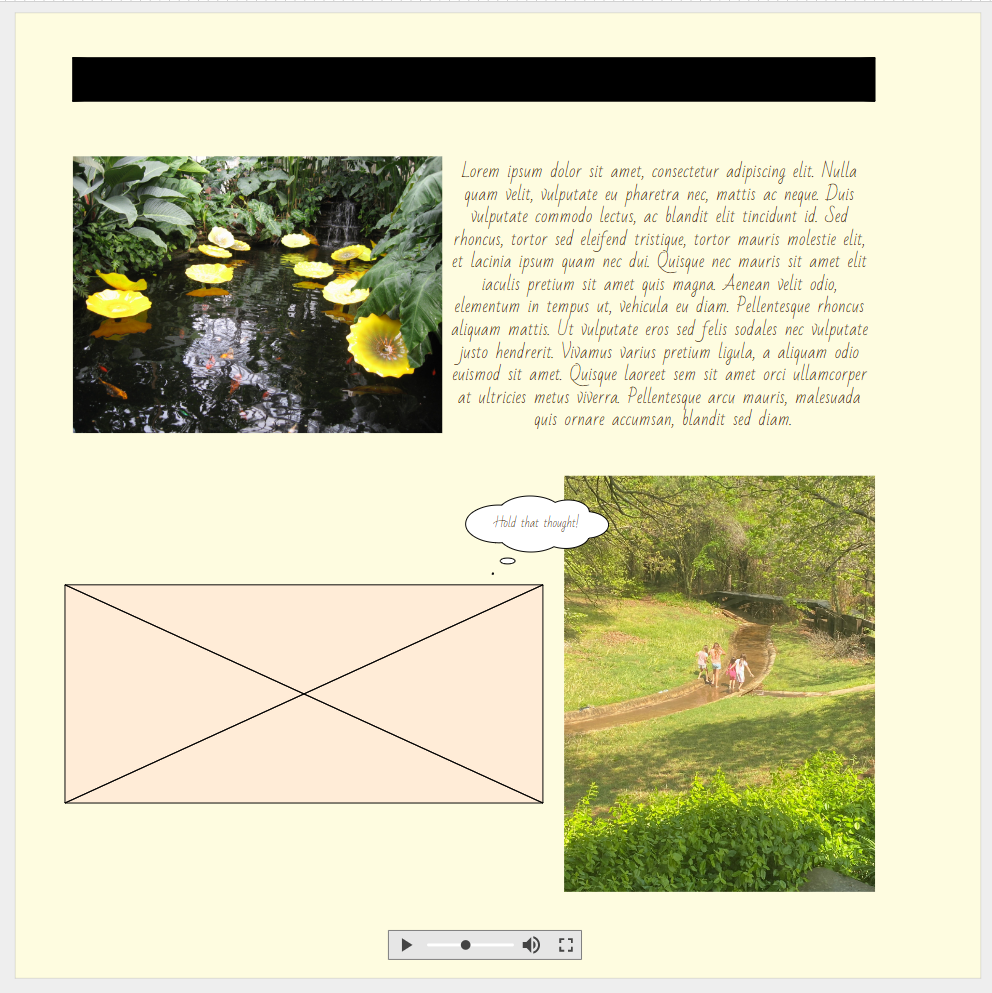 Lorem ipsum dolor sit amet, consectetur adipiscing elit. Nulla
quam velit, vulputate eu pharetra nec, mattis ac neque. Duis
vulputate commodo lectus, ac blandit elit tincidunt id. Sed
rhoncus, tortor sed eleifend tristique, tortor mauris molestie elit,
et lacinia ipsum quam nec dui. Quisque nec mauris sit amet elit
iaculis pretium sit amet quis magna. Aenean velit odio,
elementum in tempus ut, vehicula eu diam. Pellentesque rhoncus
aliquam mattis. Ut vulputate eros sed felis sodales nec vulputate
justo hendrerit. Vivamus varius pretium ligula, a aliquam odio
euismod sit amet. Quisque laoreet sem sit amet orci ullamcorper
at ultricies metus viverra. Pellentesque arcu mauris, malesuada
quis ornare accumsan, blandit sed diam.
Hold that thought!